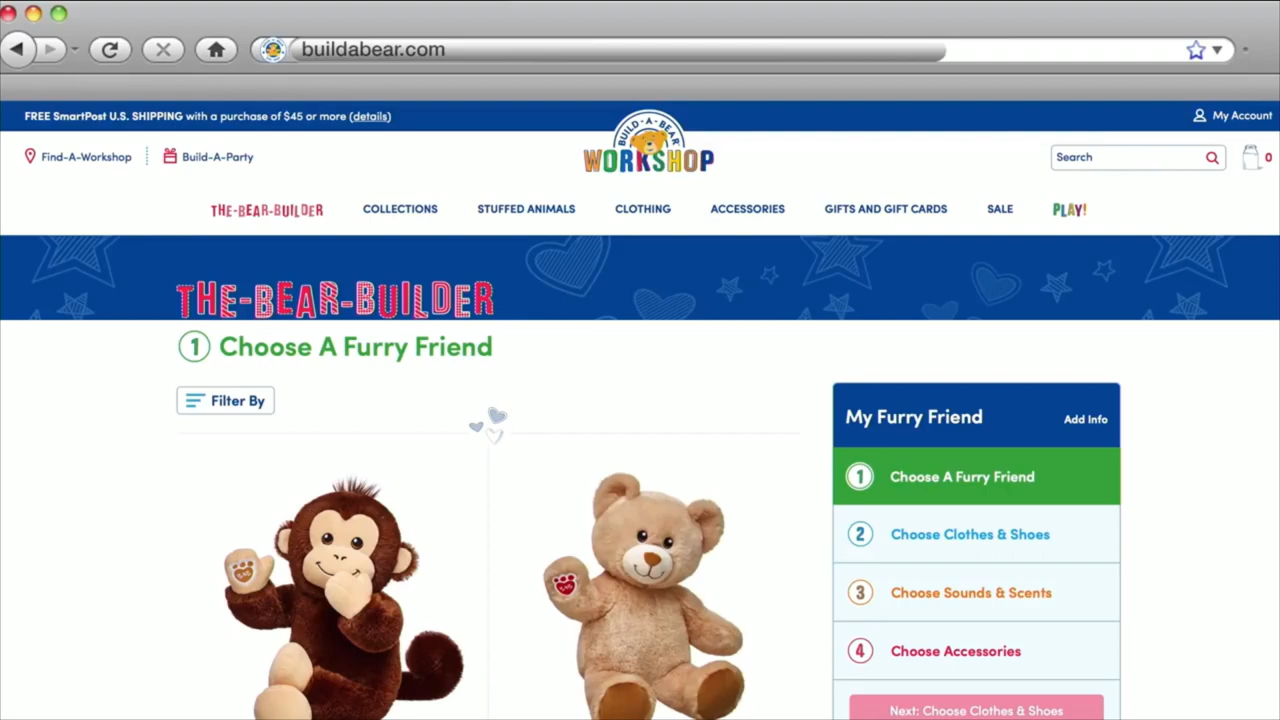 buildabear.com
FREE SmartPost U.S. SHIPPING with a purchase of $45 or more (details)
My Account
Find-A-Workshop
Build-A-Party
BUILD-A-BEAR
WORKSHOP
Search
0
THE-BEAR-BUILDER
COLLECTIONS
STUFFED ANIMALS
CLOTHING
ACCESSORIES
GIFTS AND GIFT CARDS
SALE
PLAY!
THE-BEAR-BUILDER
1 Choose A Furry Friend
Filter By
My Furry Friend
Add Info
1 Choose A Furry Friend
2 Choose Clothes & Shoes
3 Choose Sounds & Scents
4 Choose Accessories
Next: Choose Clothes & Shoes